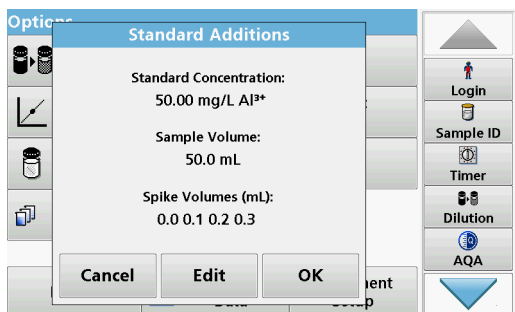 Options
Standard Additions
Standard Concentration:
50.00 mg/L Al³⁺
Sample Volume:
50.0 mL
Spike Volumes (mL):
0.0 0.1 0.2 0.3
Cancel
Edit
OK
Login
Sample ID
Timer
Dilution
AQA